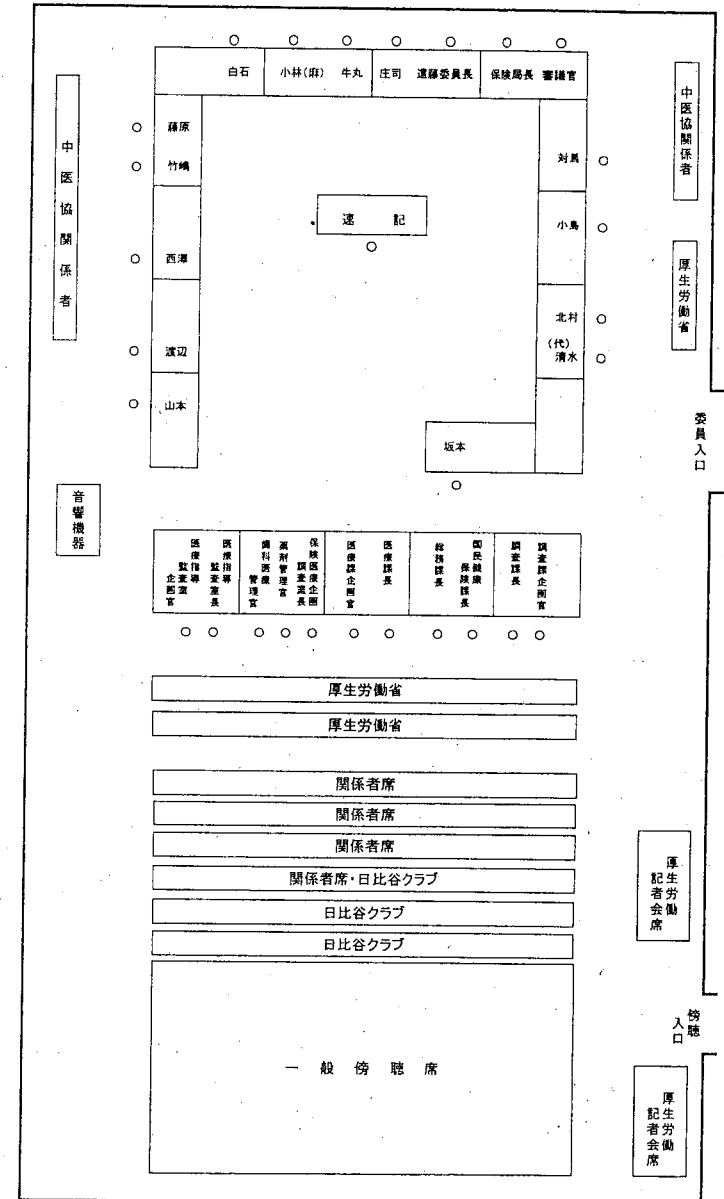 白石 小林(麻) 牛丸 庄司 遠藤委員長 保険局長 審議官
中医協関係者
藤原
竹嶋
西澤
渡辺
山本
速記
対馬
小島
北村
(代)
清水
坂本
中医協関係者
厚生労働省
委員入口
音響機器
医療指導監査室企画官
医療指導監査室長
歯科医療管理官
薬剤管理官
保険医療企画調査室長
医療課企画官
医療課長
総務課長
国民健康保険課長
調査課長
調査課企画官
厚生労働省
厚生労働省
関係者席
関係者席
関係者席
関係者席・日比谷クラブ
日比谷クラブ
日比谷クラブ
厚生労働記者会席
一般傍聴席
傍聴入口
厚生労働記者会席